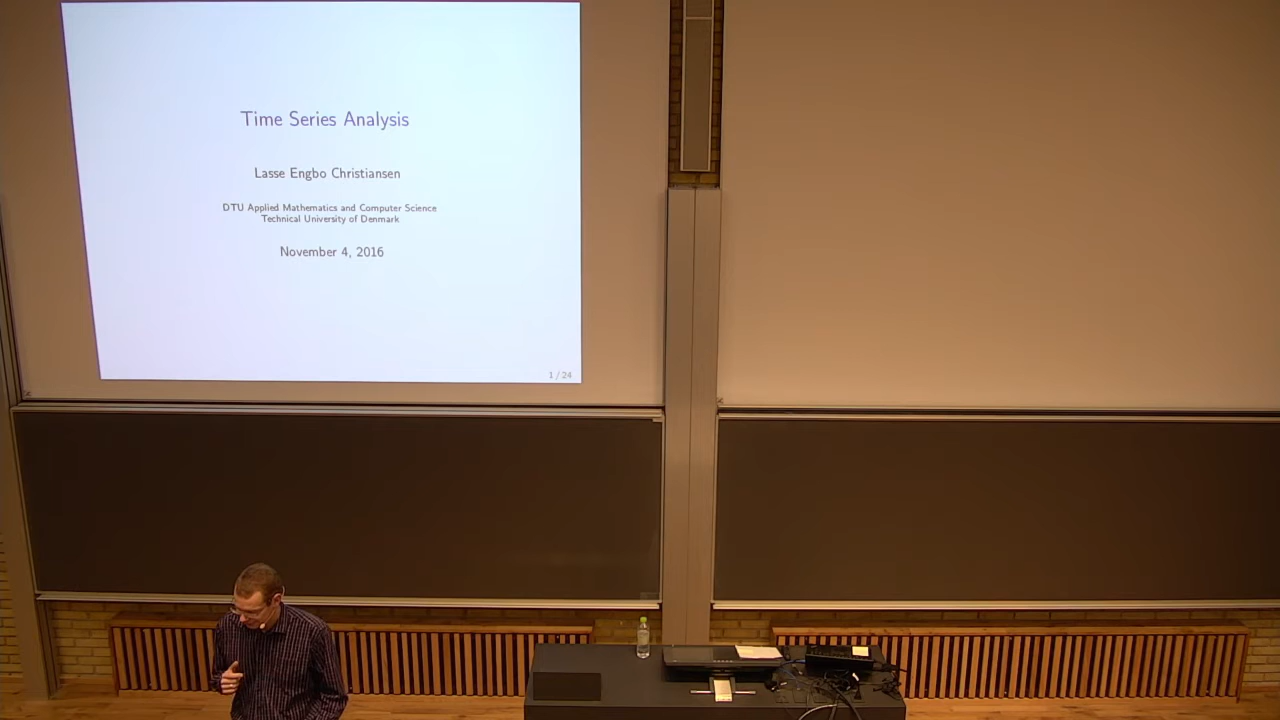 Time Series Analysis
Lasse Engbo Christiansen
DTU Applied Mathematics and Computer Science
Technical University of Denmark
November 4, 2016
1 / 24